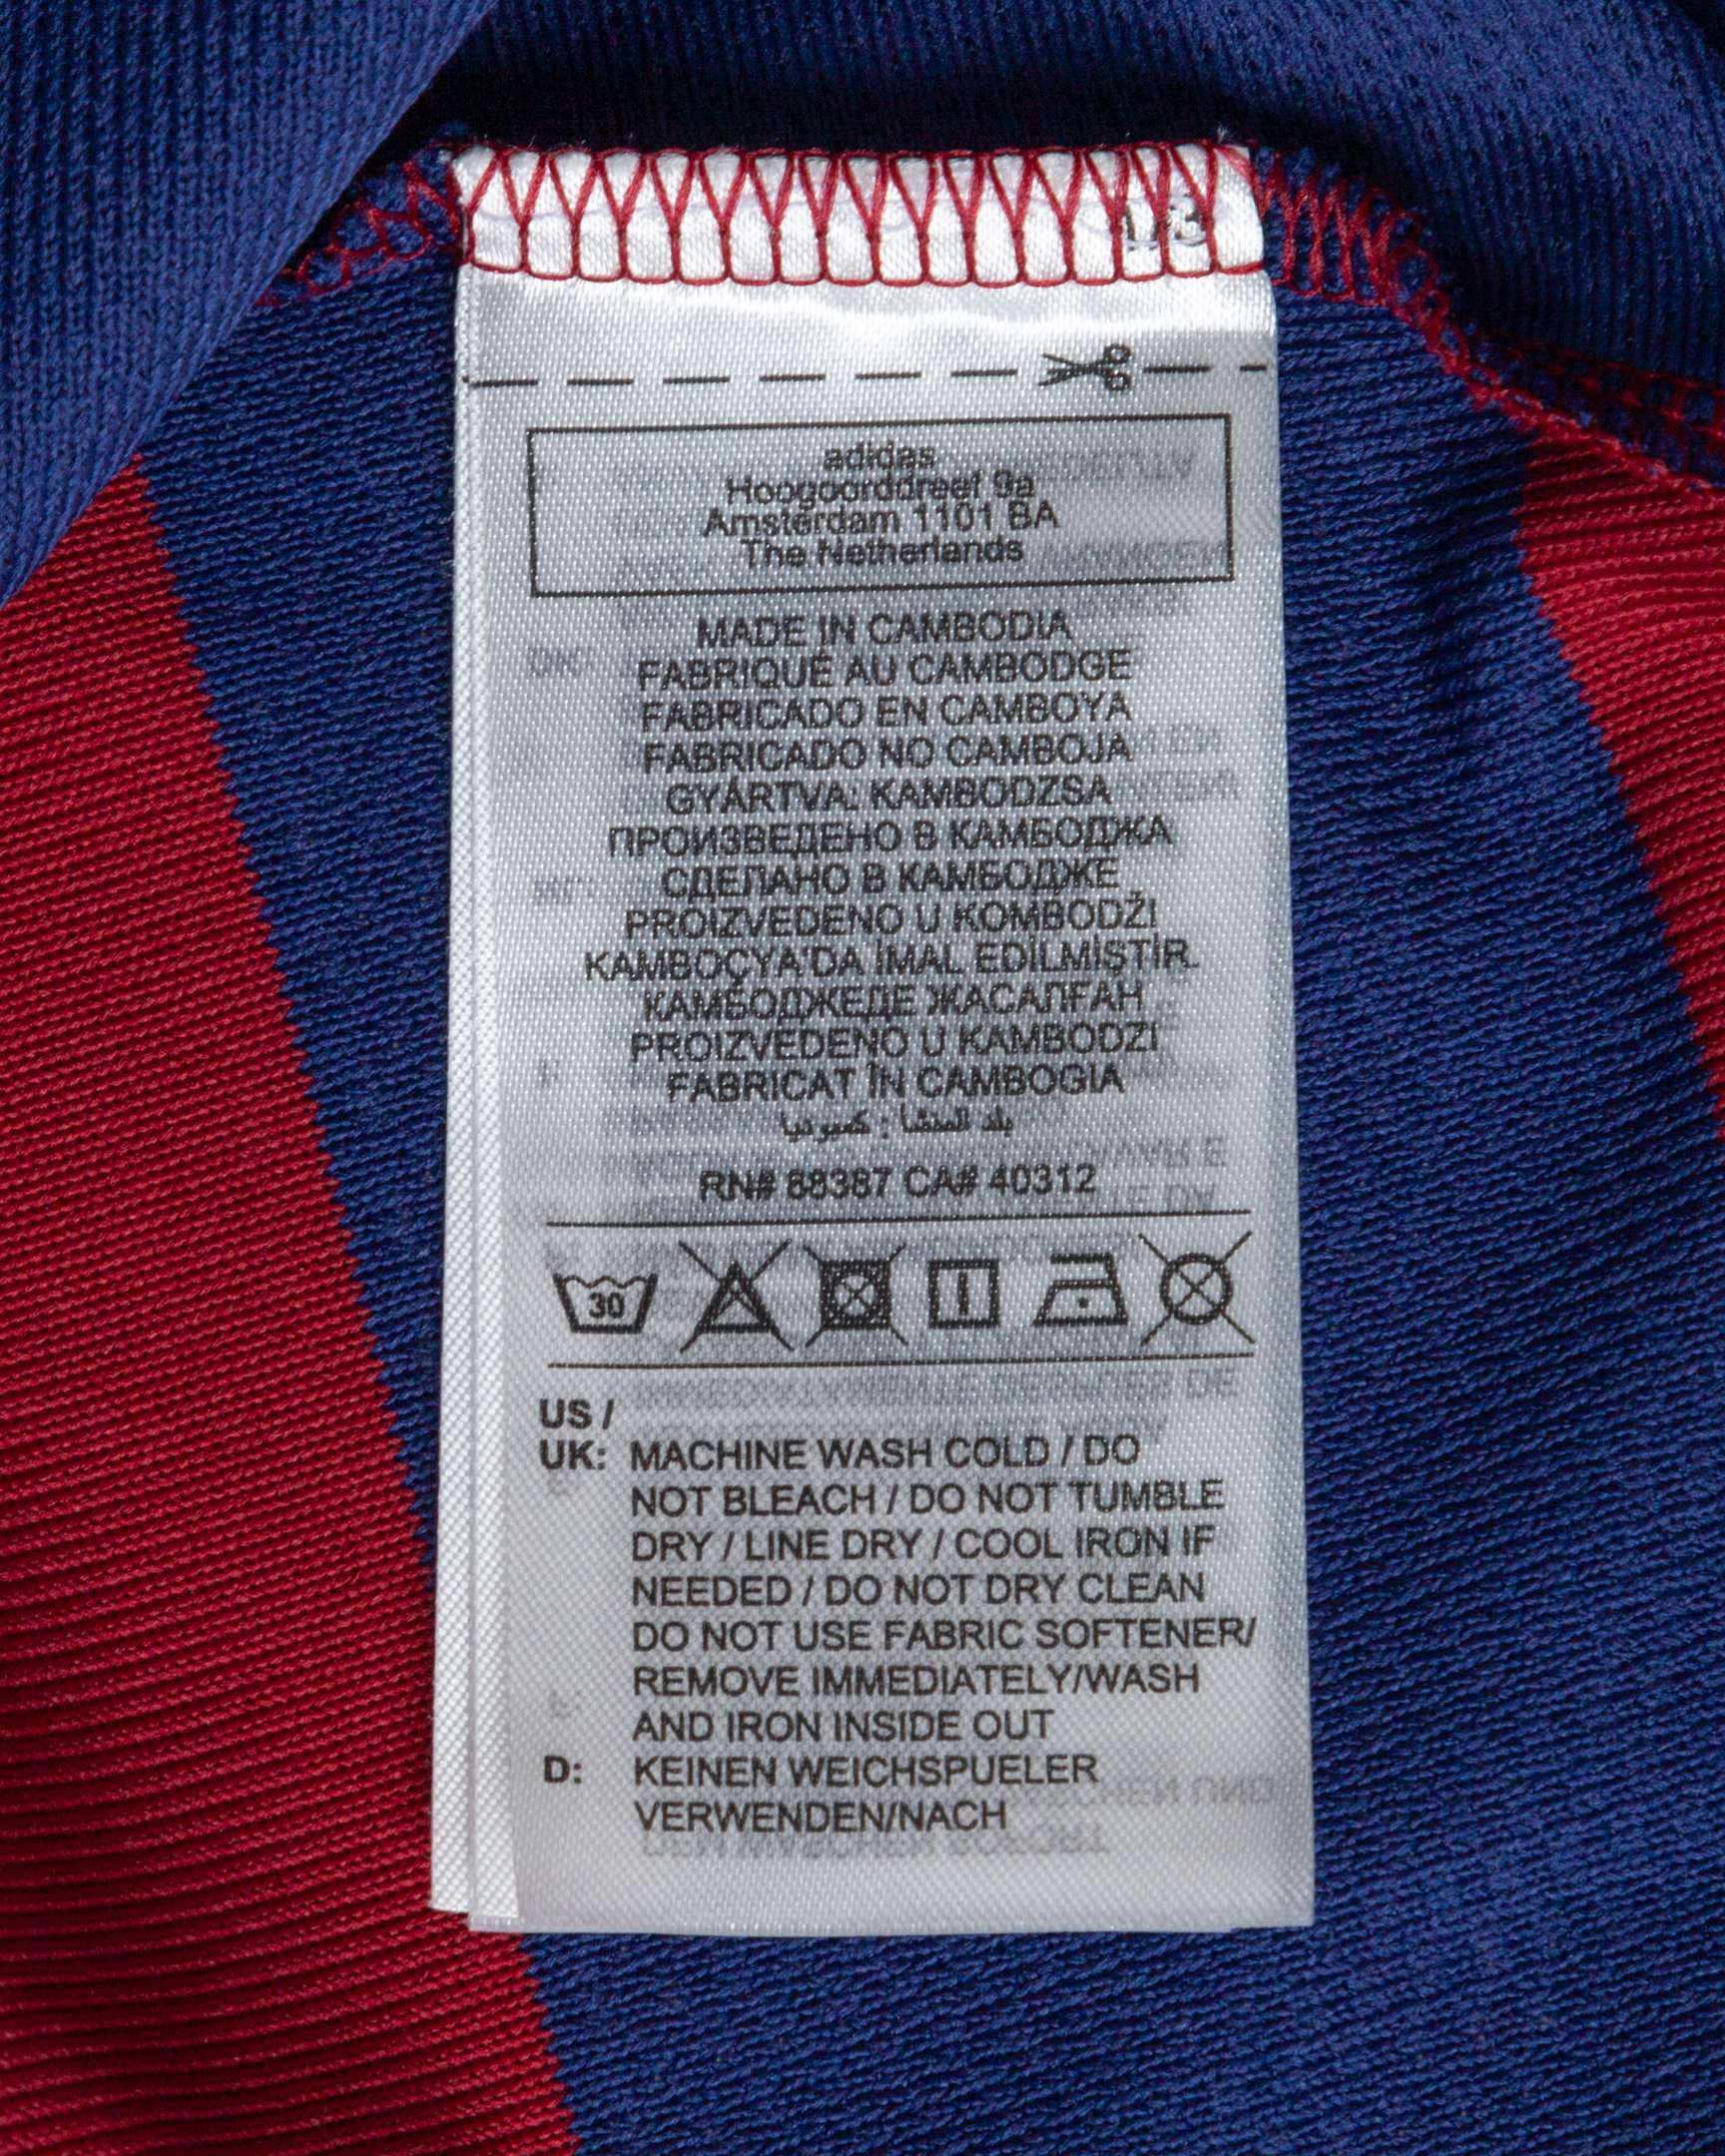 adidas
Hoogoorddreef 9a
Amsterdam 1101 BA
The Netherlands
MADE IN CAMBODIA
FABRIQUÉ AU CAMBODGE
FABRICADO EN CAMBOYA
FABRICADO NO CAMBOJA
GYÁRTVA: KAMBODZSA
ПРОИЗВЕДЕНО В КАМБОДЖА
СДЕЛАНО В КАМБОДЖЕ
PROIZVEDENO U KOMBODŽI
KAMBOÇYA'DA İMAL EDİLMİŞTİR.
КАМБОДЖЕДЕ ЖАСАЛҒАН
PROIZVEDENO U KAMBODZI
FABRICAT ÎN CAMBOGIA
بلد المنشأ : كمبوديا
RN# 88387 CA# 40312
30
US /
UK: MACHINE WASH COLD / DO
NOT BLEACH / DO NOT TUMBLE
DRY / LINE DRY / COOL IRON IF
NEEDED / DO NOT DRY CLEAN
DO NOT USE FABRIC SOFTENER/
REMOVE IMMEDIATELY/WASH
AND IRON INSIDE OUT
D: KEINEN WEICHSPUELER
VERWENDEN/NACH